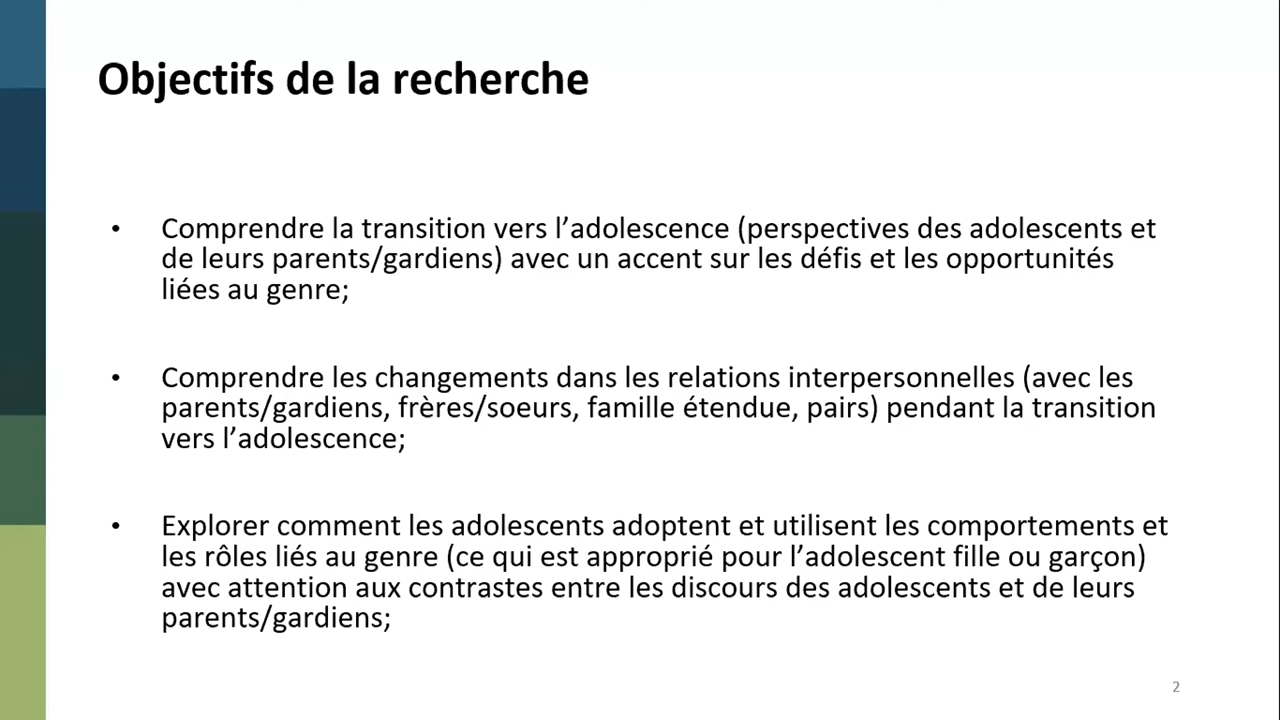 Objectifs de la recherche
• Comprendre la transition vers l’adolescence (perspectives des adolescents et
de leurs parents/gardiens) avec un accent sur les défis et les opportunités
liées au genre;
• Comprendre les changements dans les relations interpersonnelles (avec les
parents/gardiens, frères/soeurs, famille étendue, pairs) pendant la transition
vers l’adolescence;
• Explorer comment les adolescents adoptent et utilisent les comportements et
les rôles liés au genre (ce qui est approprié pour l’adolescent fille ou garçon)
avec attention aux contrastes entre les discours des adolescents et de leurs
parents/gardiens;
2